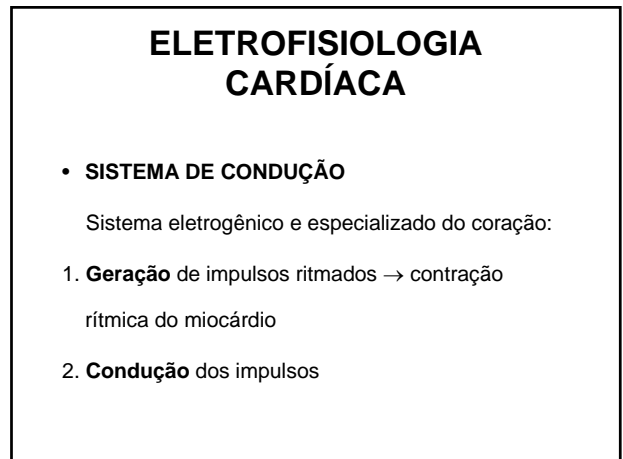 ELETROFISIOLOGIA
CARDÍACA
• SISTEMA DE CONDUÇÃO
Sistema eletrogênico e especializado do coração:
1. Geração de impulsos ritmados → contração
rítmica do miocárdio
2. Condução dos impulsos